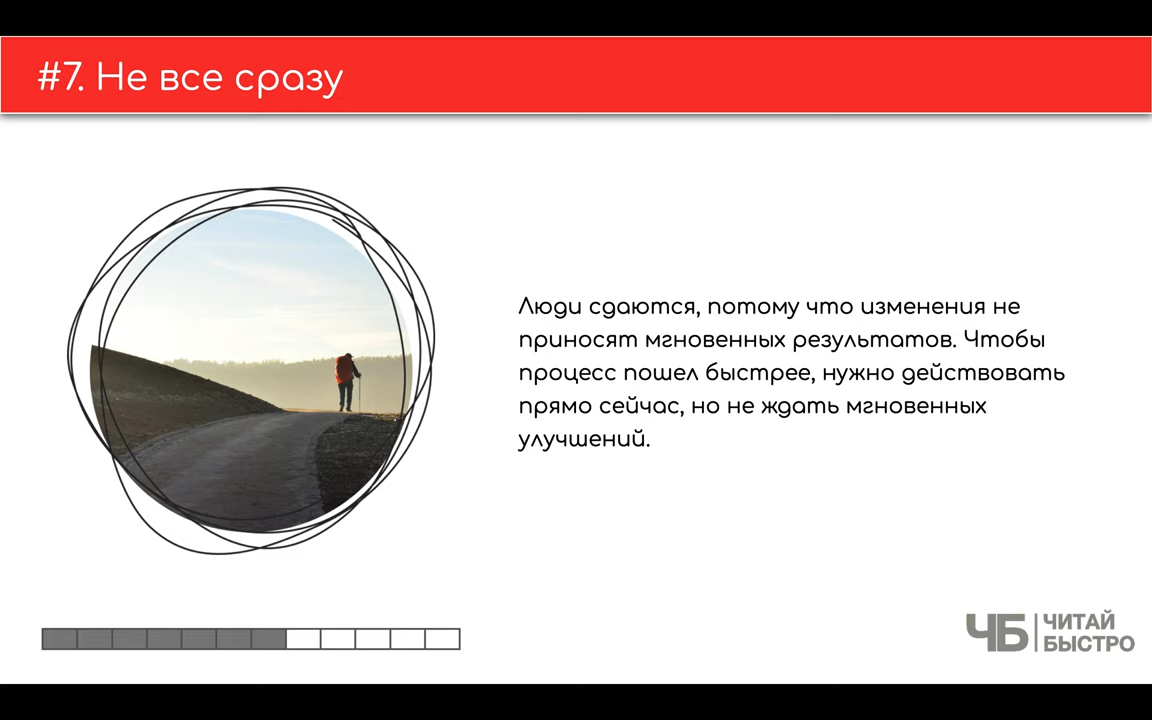 #7. Не все сразу
Люди сдаются, потому что изменения не
приносят мгновенных результатов. Чтобы
процесс пошел быстрее, нужно действовать
прямо сейчас, но не ждать мгновенных
улучшений.
ЧБ ЧИТАЙ
БЫСТРО